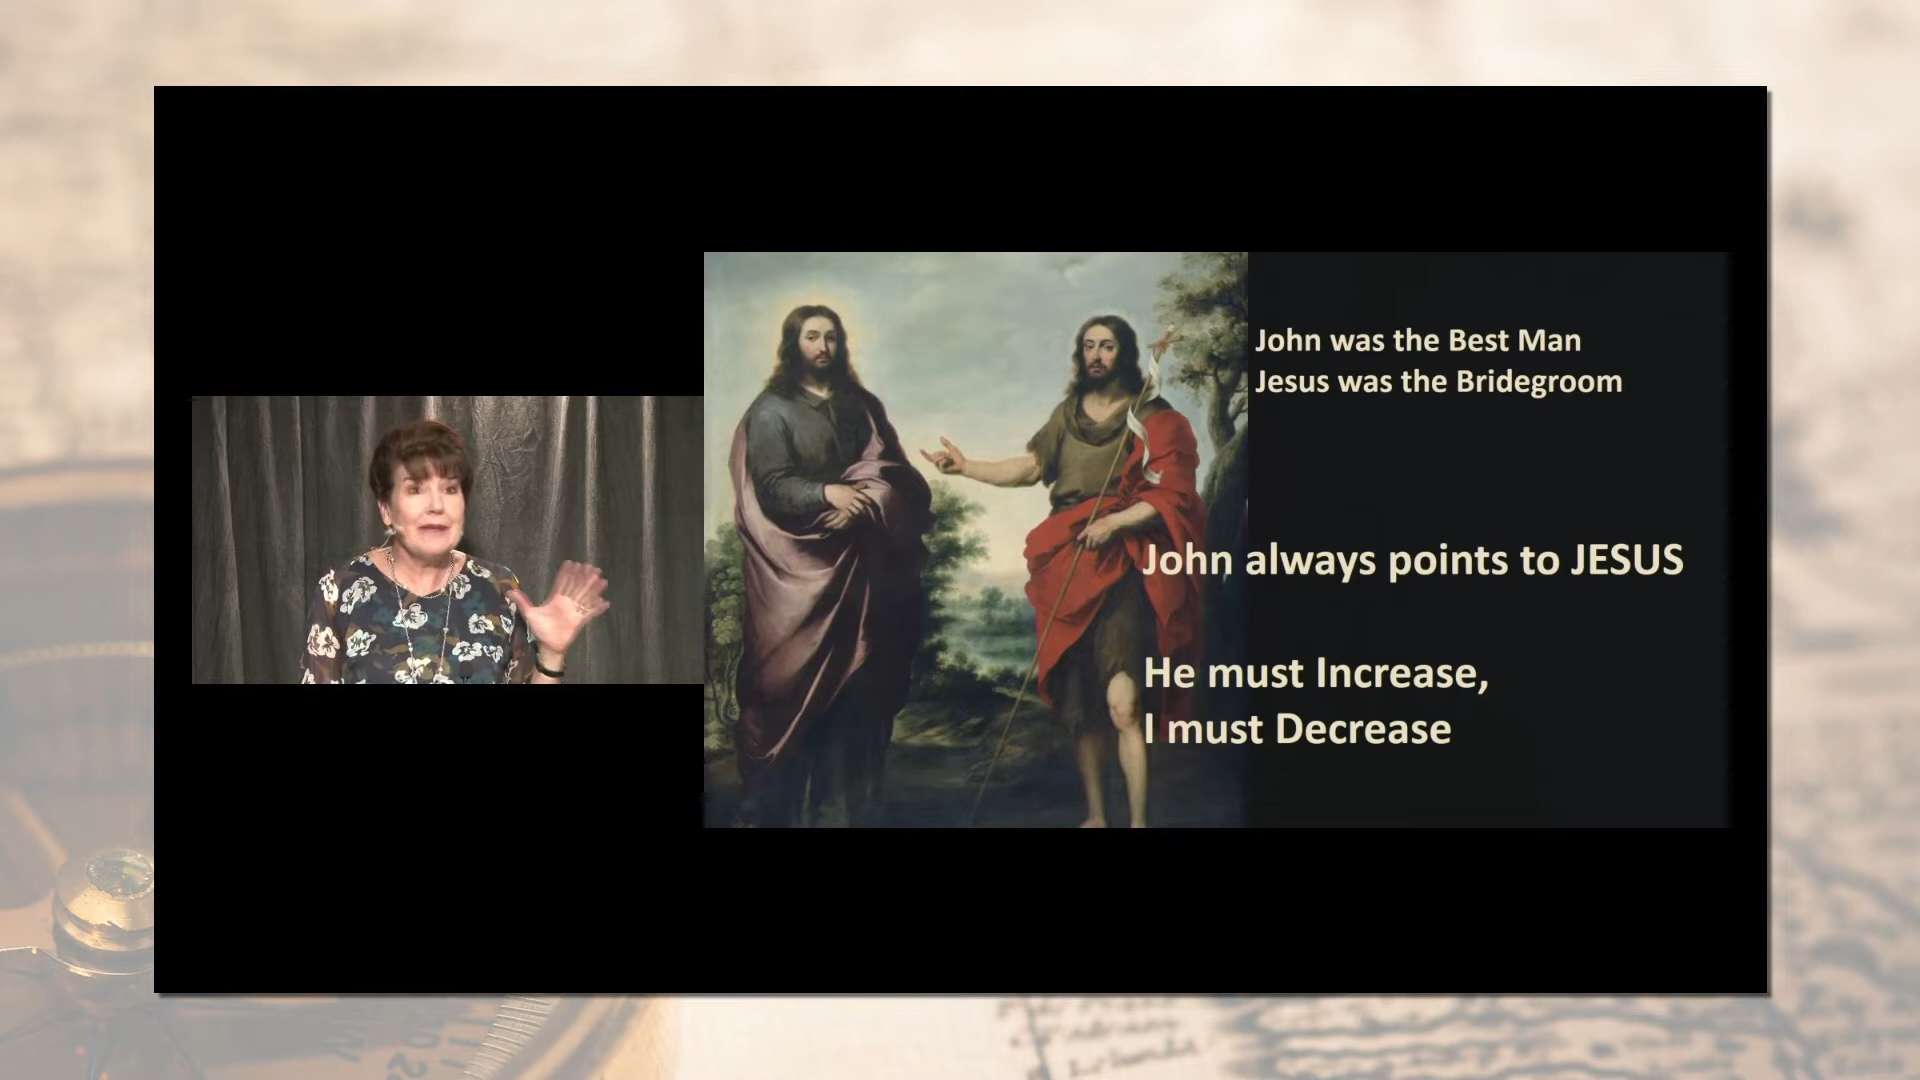 John was the Best Man
Jesus was the Bridegroom
John always points to JESUS
He must Increase,
I must Decrease